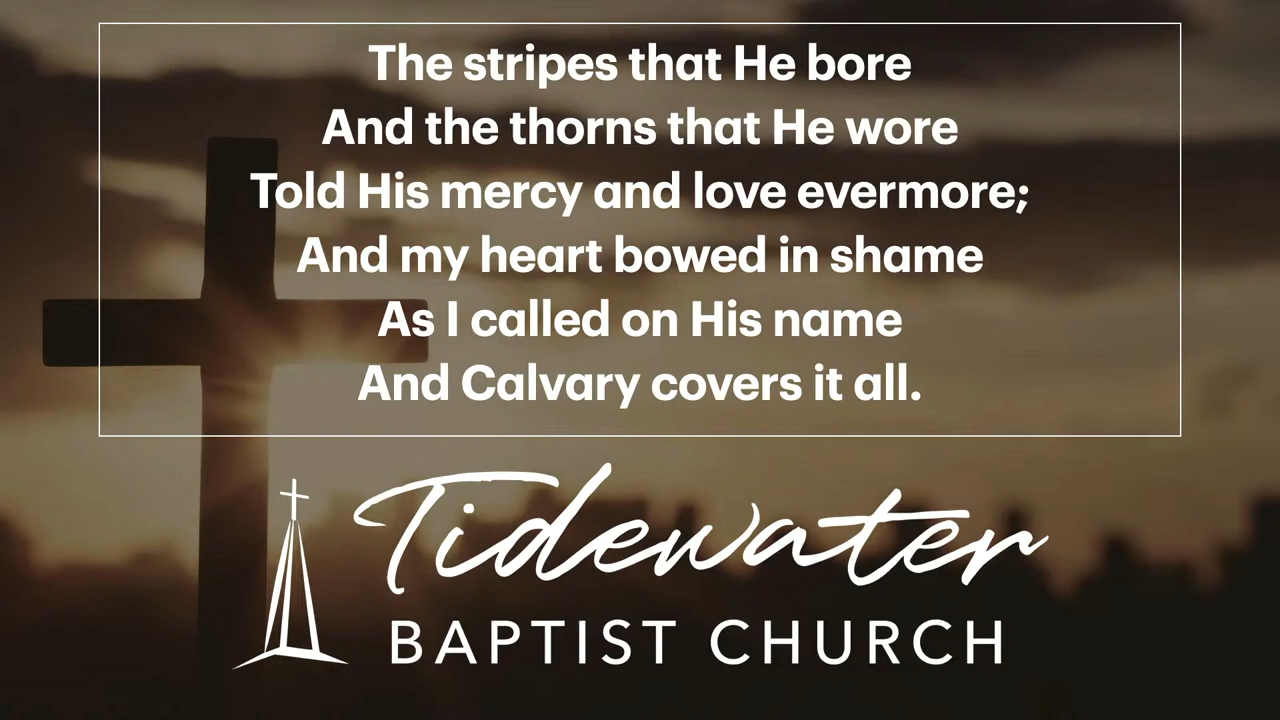 The stripes that He bore
And the thorns that He wore
Told His mercy and love evermore;
And my heart bowed in shame
As I called on His name
And Calvary covers it all.
Tidewater
BAPTIST CHURCH